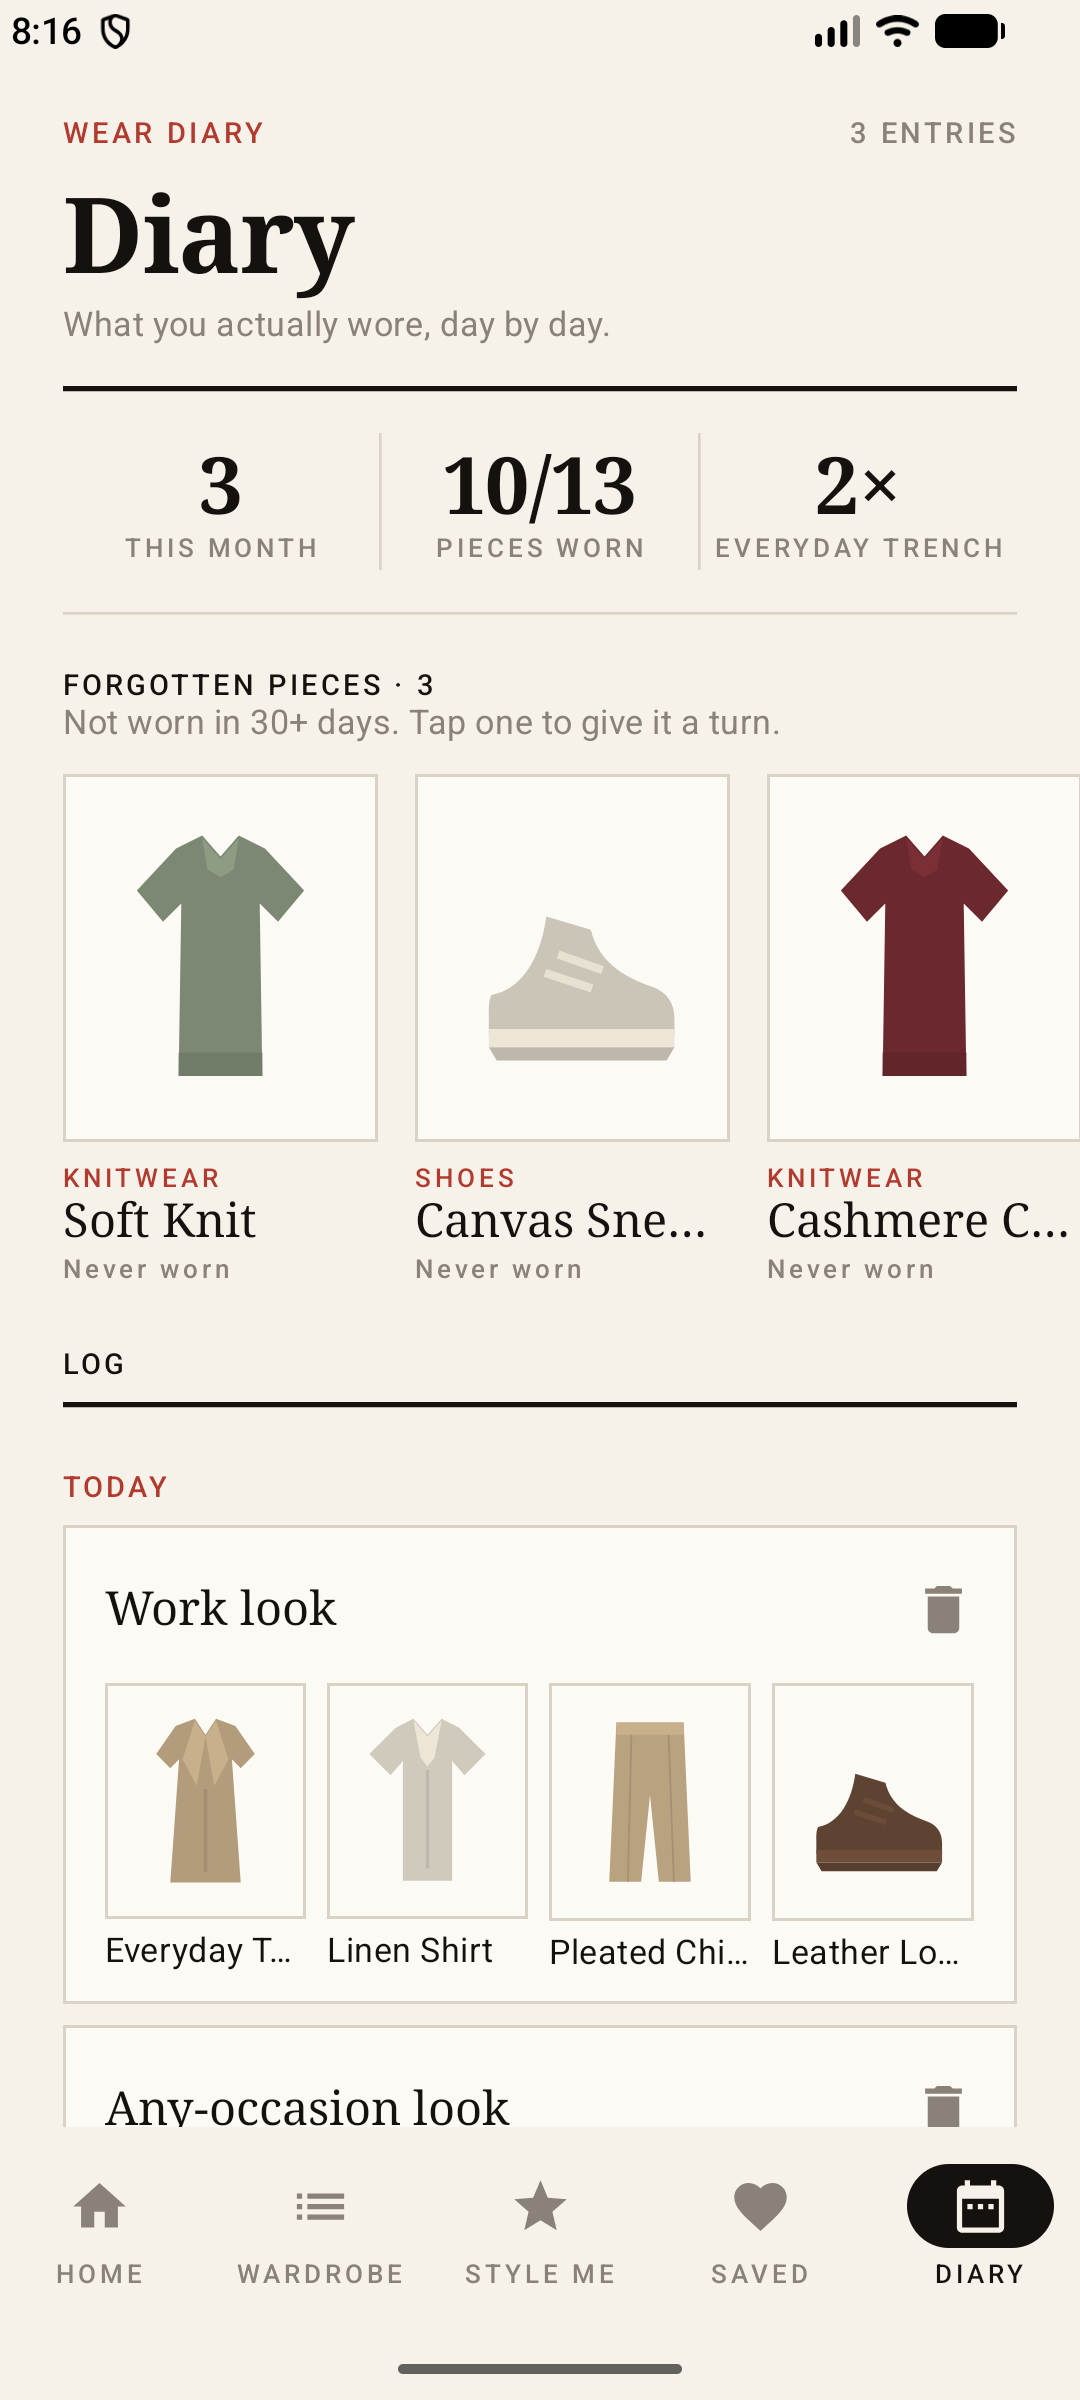 8:16
WEAR DIARY
3 ENTRIES
Diary
What you actually wore, day by day.
3
THIS MONTH
10/13
PIECES WORN
2×
EVERYDAY TRENCH
FORGOTTEN PIECES · 3
Not worn in 30+ days. Tap one to give it a turn.
KNITWEAR
Soft Knit
Never worn
SHOES
Canvas Sne...
Never worn
KNITWEAR
Cashmere C...
Never worn
LOG
TODAY
Work look
Everyday T...
Linen Shirt
Pleated Chi...
Leather Lo...
Any-occasion look
HOME
WARDROBE
STYLE ME
SAVED
DIARY